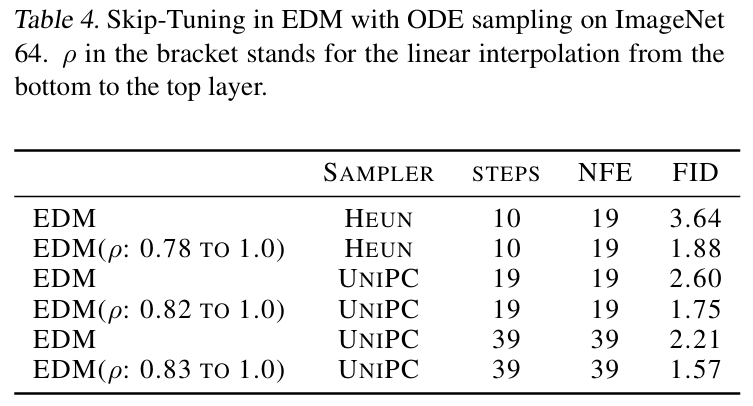 Table 4. Skip-Tuning in EDM with ODE sampling on ImageNet
64. ρ in the bracket stands for the linear interpolation from the
bottom to the top layer.
SAMPLER STEPS NFE FID
EDM HEUN 10 19 3.64
EDM(ρ: 0.78 TO 1.0) HEUN 10 19 1.88
EDM UNIPC 19 19 2.60
EDM(ρ: 0.82 TO 1.0) UNIPC 19 19 1.75
EDM UNIPC 39 39 2.21
EDM(ρ: 0.83 TO 1.0) UNIPC 39 39 1.57